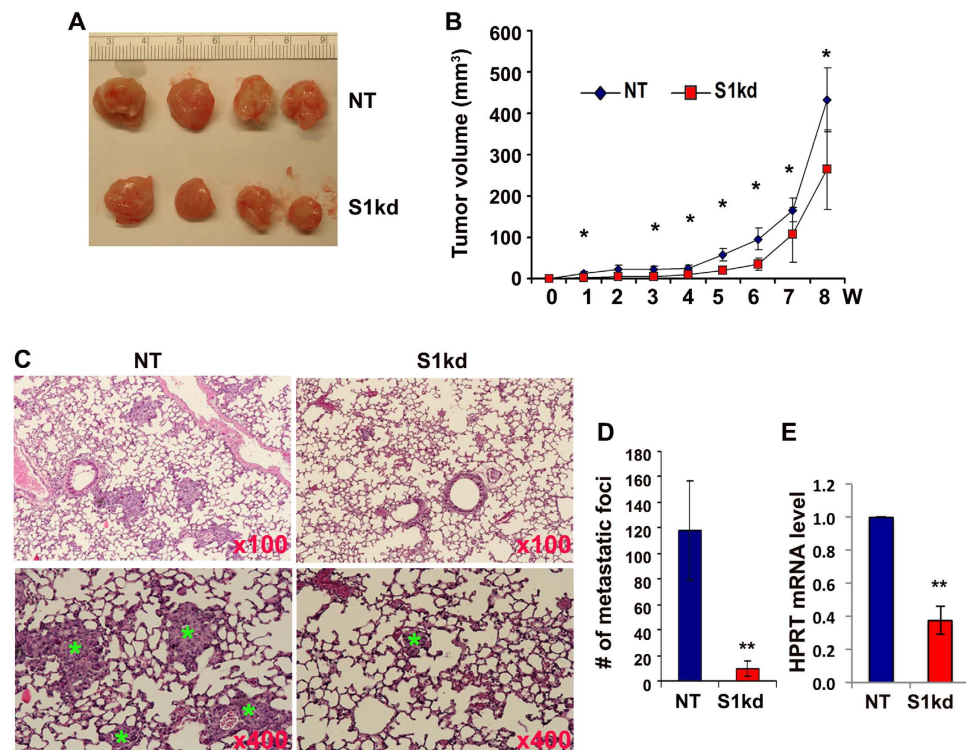 A
3 4 5 6 7 8 9
NT
S1kd
B
Tumor volume (mm³)
600
500
400
300
200
100
0
NT S1kd
* * * * * * *
0 1 2 3 4 5 6 7 8 W
C
NT S1kd
x100 x100
* * * *
*
x400 x400
D
# of metastatic foci
180
160
140
120
100
80
60
40
20
0
**
NT S1kd
E
HPRT mRNA level
1.2
1.0
0.8
0.6
0.4
0.2
0.0
**
NT S1kd